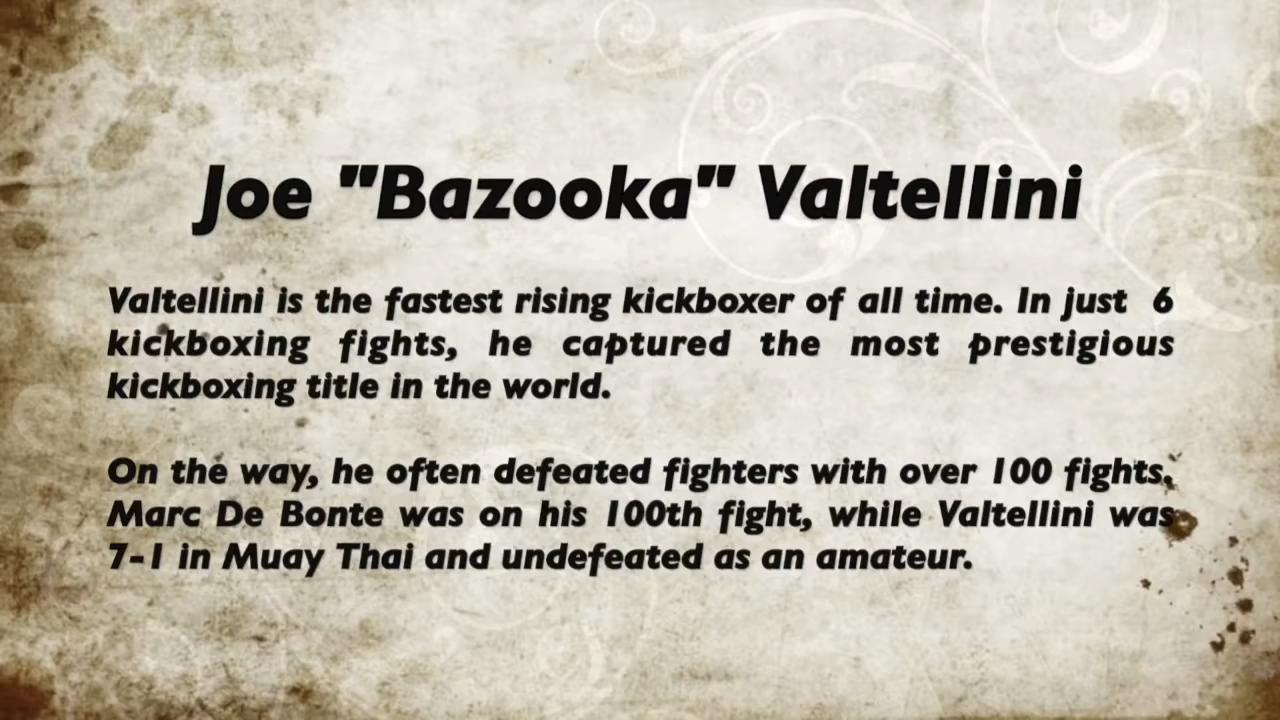 Joe "Bazooka" Valtellini
Valtellini is the fastest rising kickboxer of all time. In just 6
kickboxing fights, he captured the most prestigious
kickboxing title in the world.
On the way, he often defeated fighters with over 100 fights.
Marc De Bonte was on his 100th fight, while Valtellini was
7-1 in Muay Thai and undefeated as an amateur.